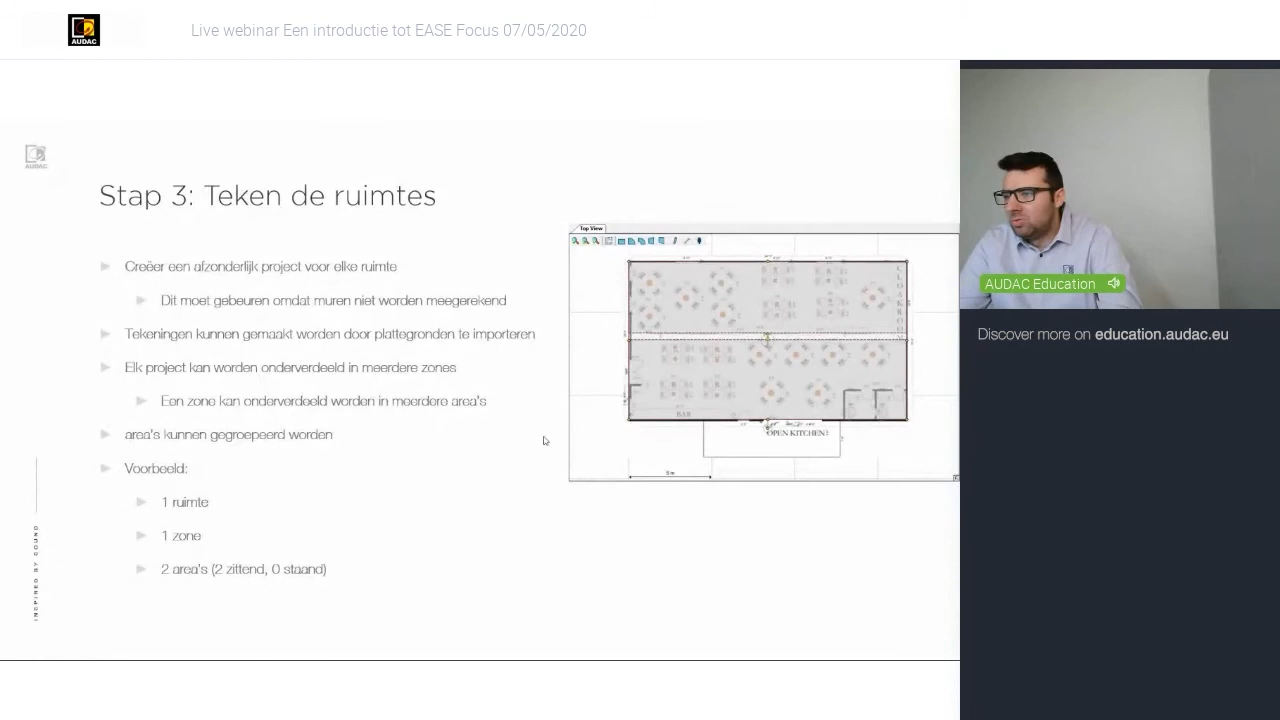 AUDAC
Live webinar Een introductie tot EASE Focus 07/05/2020
AUDAC
Stap 3: Teken de ruimtes
Creëer een afzonderlijk project voor elke ruimte
Dit moet gebeuren omdat muren niet worden meegerekend
Tekeningen kunnen gemaakt worden door plattegronden te importeren
Elk project kan worden onderverdeeld in meerdere zones
Een zone kan onderverdeeld worden in meerdere area's
area's kunnen gegroepeerd worden
Voorbeeld:
1 ruimte
1 zone
2 area's (2 zittend, 0 staand)
INSPIRED BY SOUND
Top View
BAR
OPEN KITCHEN?
5 m
AUDAC Education
Discover more on education.audac.eu